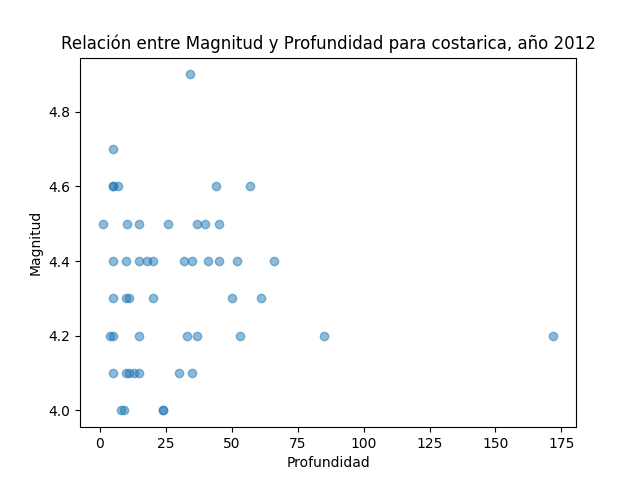 Relación entre Magnitud y Profundidad para costarica, año 2012
4.8
4.6
4.4
4.2
4.0
Magnitud
0 25 50 75 100 125 150 175
Profundidad